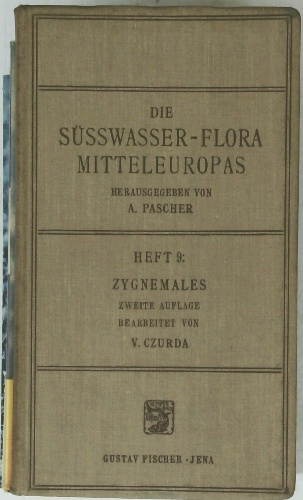 DIE
SÜSSWASSER-FLORA
MITTELEUROPAS
HERAUSGEGEBEN VON
A. PASCHER
HEFT 9:
ZYGNEMALES
ZWEITE AUFLAGE
BEARBEITET VON
V. CZURDA
GUSTAV FISCHER - JENA